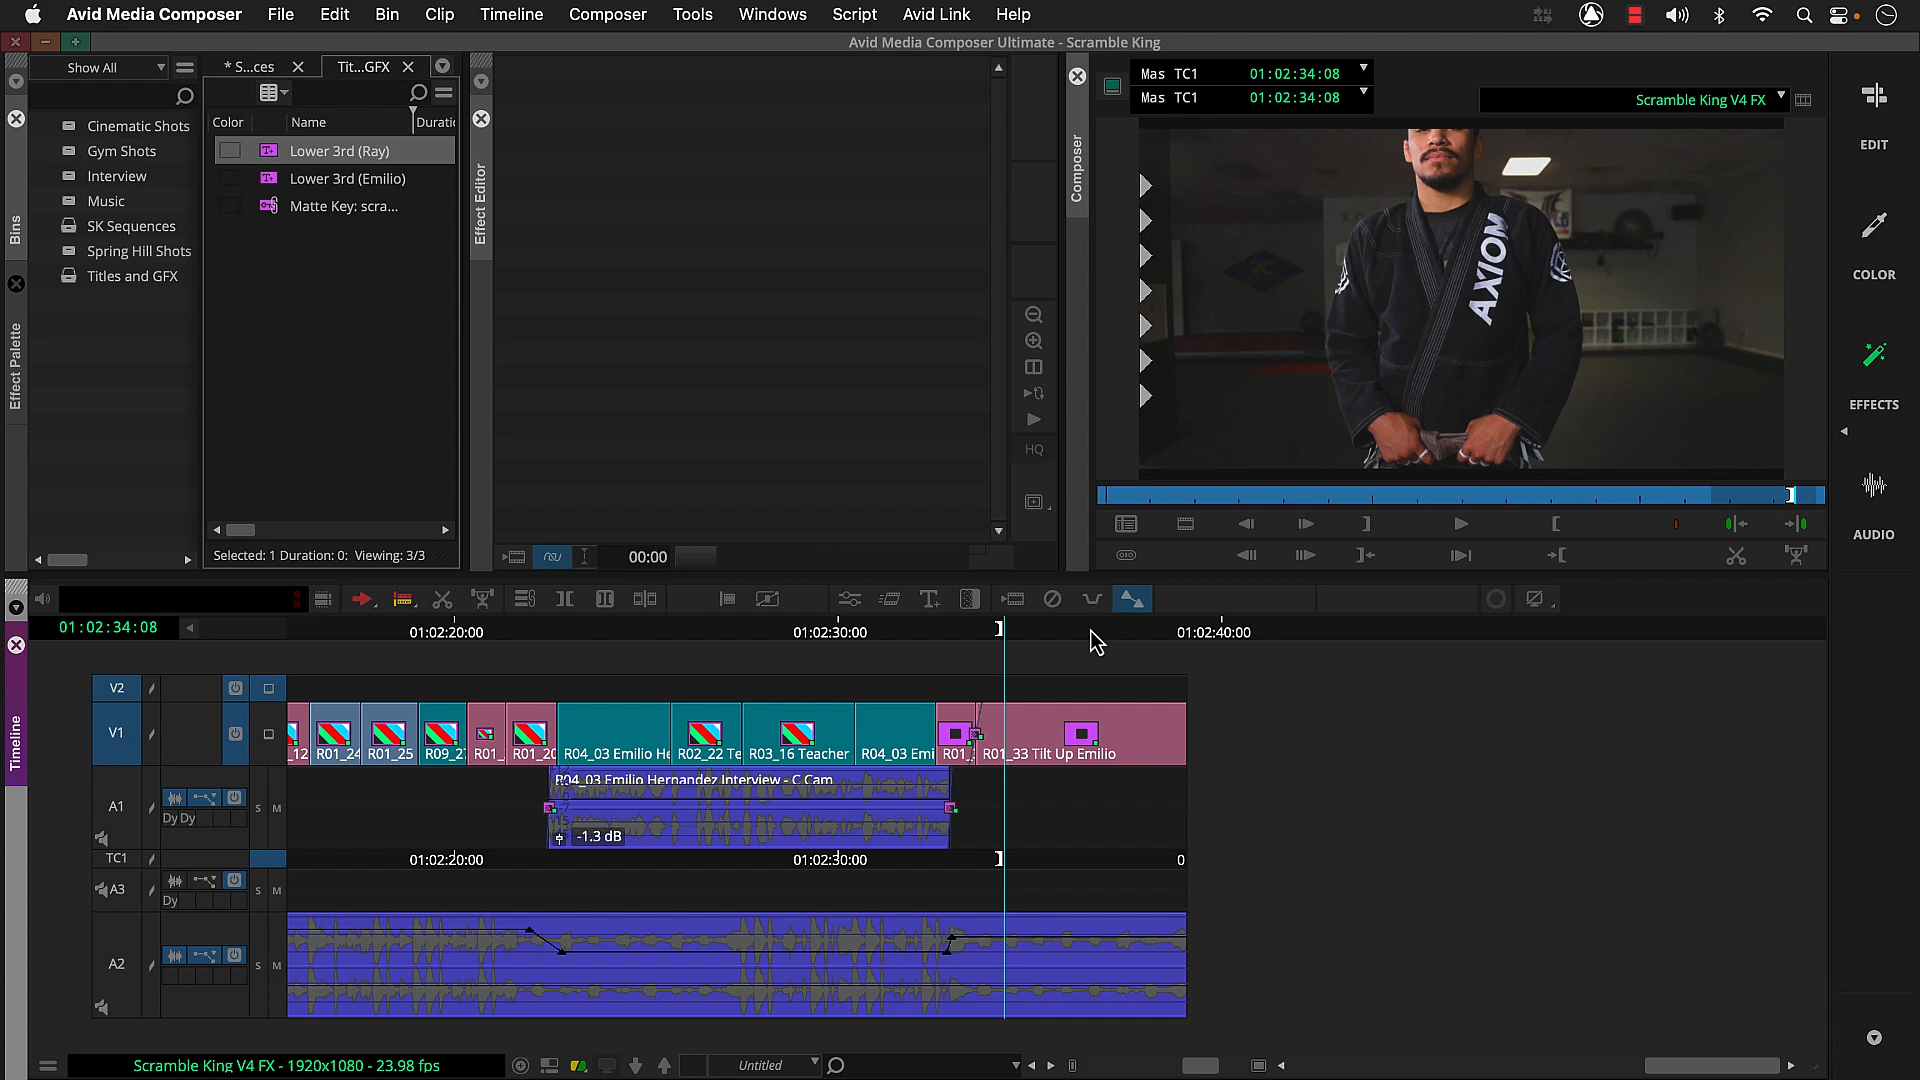 Avid Media Composer File Edit Bin Clip Timeline Composer Tools Windows Script Avid Link Help
Avid Media Composer Ultimate - Scramble King
Show All
* S...ces
Tit...GFX
Color Name Duratic
Cinematic Shots
Gym Shots
Interview
Music
SK Sequences
Spring Hill Shots
Titles and GFX
Lower 3rd (Ray)
Lower 3rd (Emilio)
Matte Key: scra...
Selected: 1 Duration: 0: Viewing: 3/3
Bins
Effect Palette
Effect Editor
HQ
00:00
Composer
Mas TC1 01:02:34:08
Mas TC1 01:02:34:08
Scramble King V4 FX
AXIOM
EDIT
COLOR
EFFECTS
AUDIO
Timeline
01:02:34:08
01:02:20:00 01:02:30:00 01:02:40:00
V2
V1
_12 R01_24 R01_25 R09_27 R01_ R01_20 R04_03 Emilio He R02_22 Te R03_16 Teacher R04_03 Emi R01_ R01_33 Tilt Up Emilio
A1 S M
Dy Dy
R04_03 Emilio Hernandez Interview - C Cam
-1.3 dB
TC1 01:02:20:00 01:02:30:00 0
A3 S M
Dy
A2 S M
Scramble King V4 FX - 1920x1080 - 23.98 fps
Untitled